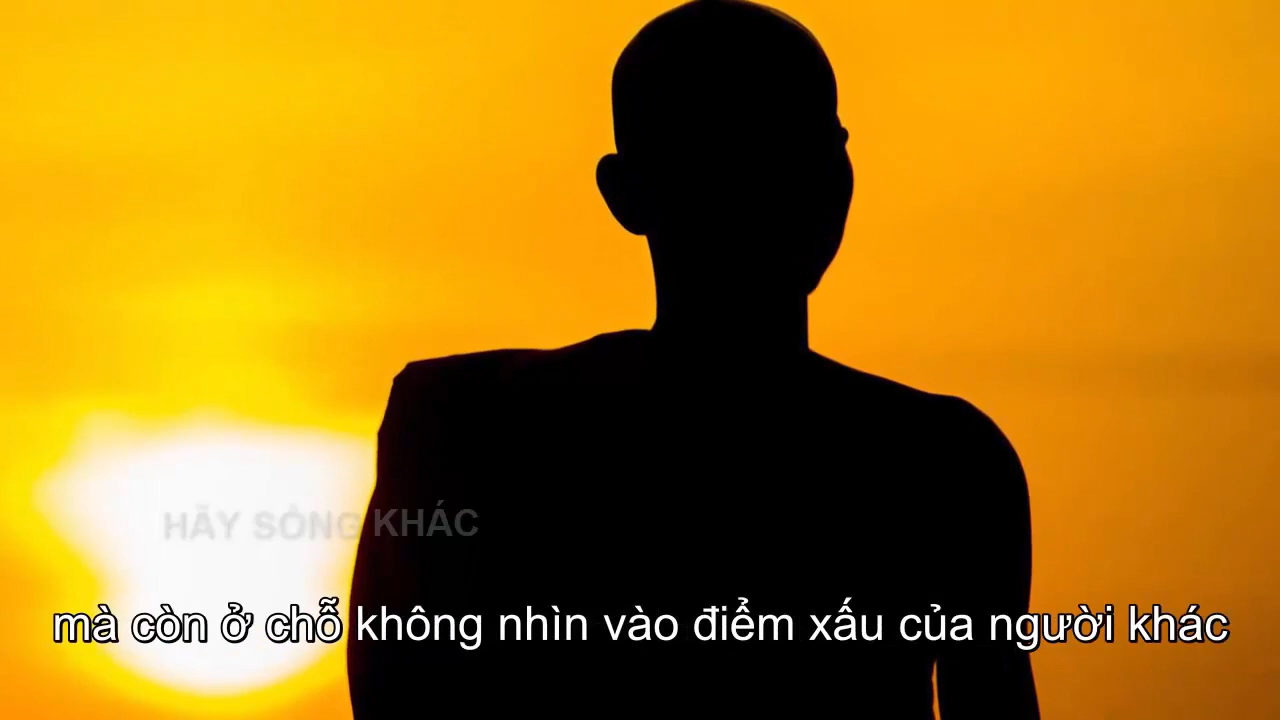 HÃY SỐNG KHÁC
mà còn ở chỗ không nhìn vào điểm xấu của người khác